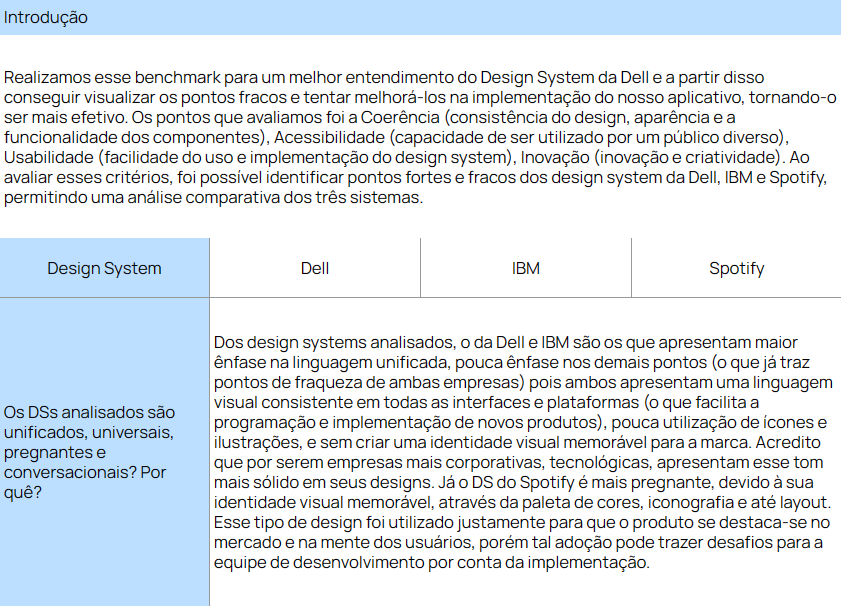 Introdução
Realizamos esse benchmark para um melhor entendimento do Design System da Dell e a partir disso
conseguir visualizar os pontos fracos e tentar melhorá-los na implementação do nosso aplicativo, tornando-o
ser mais efetivo. Os pontos que avaliamos foi a Coerência (consistência do design, aparência e a
funcionalidade dos componentes), Acessibilidade (capacidade de ser utilizado por um público diverso),
Usabilidade (facilidade do uso e implementação do design system), Inovação (inovação e criatividade). Ao
avaliar esses critérios, foi possível identificar pontos fortes e fracos dos design system da Dell, IBM e Spotify,
permitindo uma análise comparativa dos três sistemas.
Design System
Dell
IBM
Spotify
Os DSs analisados são
unificados, universais,
pregnantes e
conversacionais? Por
quê?
Dos design systems analisados, o da Dell e IBM são os que apresentam maior
ênfase na linguagem unificada, pouca ênfase nos demais pontos (o que já traz
pontos de fraqueza de ambas empresas) pois ambos apresentam uma linguagem
visual consistente em todas as interfaces e plataformas (o que facilita a
programação e implementação de novos produtos), pouca utilização de ícones e
ilustrações, e sem criar uma identidade visual memorável para a marca. Acredito
que por serem empresas mais corporativas, tecnológicas, apresentam esse tom
mais sólido em seus designs. Já o DS do Spotify é mais pregnante, devido à sua
identidade visual memorável, através da paleta de cores, iconografia e até layout.
Esse tipo de design foi utilizado justamente para que o produto se destaca-se no
mercado e na mente dos usuários, porém tal adoção pode trazer desafios para a
equipe de desenvolvimento por conta da implementação.